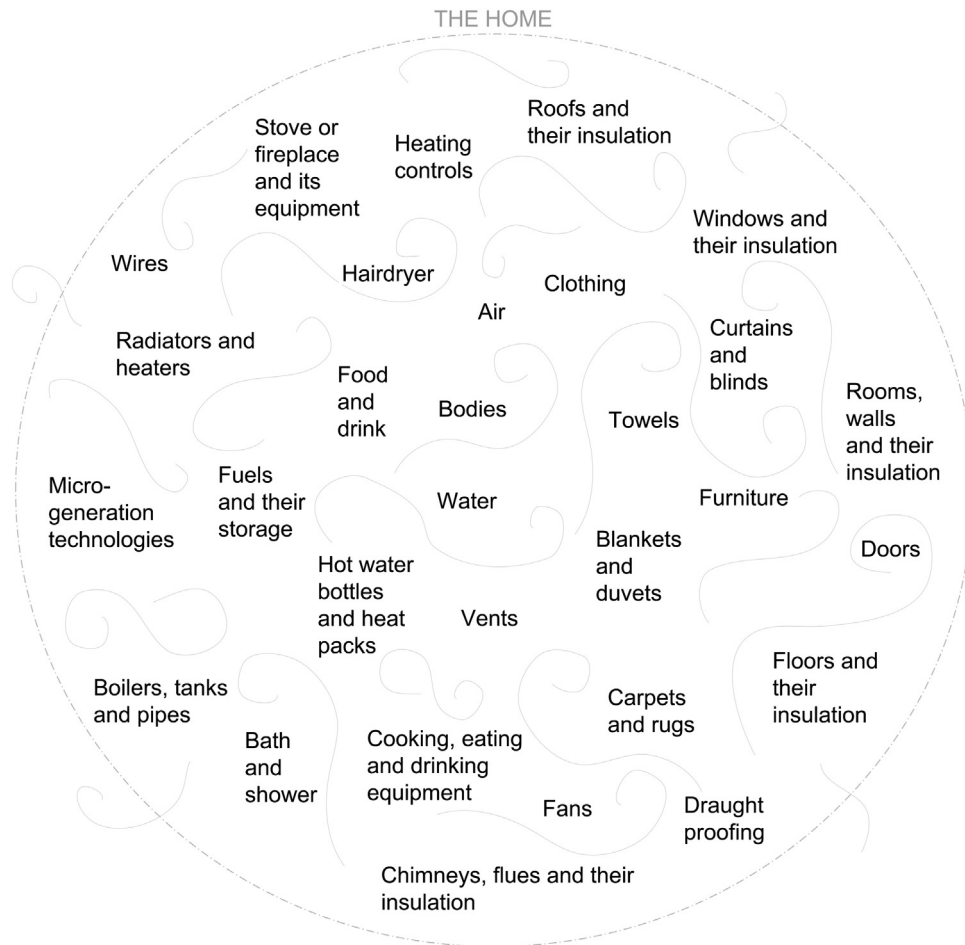 THE HOME
Roofs and
their insulation
Stove or
fireplace
and its
equipment
Heating
controls
Windows and
their insulation
Wires
Hairdryer
Clothing
Air
Radiators and
heaters
Curtains
and
blinds
Food
and
drink
Bodies
Towels
Rooms,
walls
and their
insulation
Micro-
generation
technologies
Fuels
and their
storage
Water
Furniture
Blankets
and
duvets
Doors
Hot water
bottles
and heat
packs
Vents
Boilers, tanks
and pipes
Floors and
their
insulation
Carpets
and rugs
Bath
and
shower
Cooking, eating
and drinking
equipment
Fans
Draught
proofing
Chimneys, flues and their
insulation